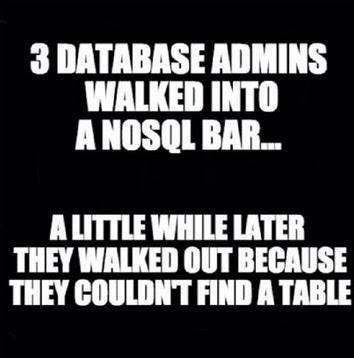 3 DATABASE ADMINS
WALKED INTO
A NOSQL BAR...
A LITTLE WHILE LATER
THEY WALKED OUT BECAUSE
THEY COULDN'T FIND A TABLE